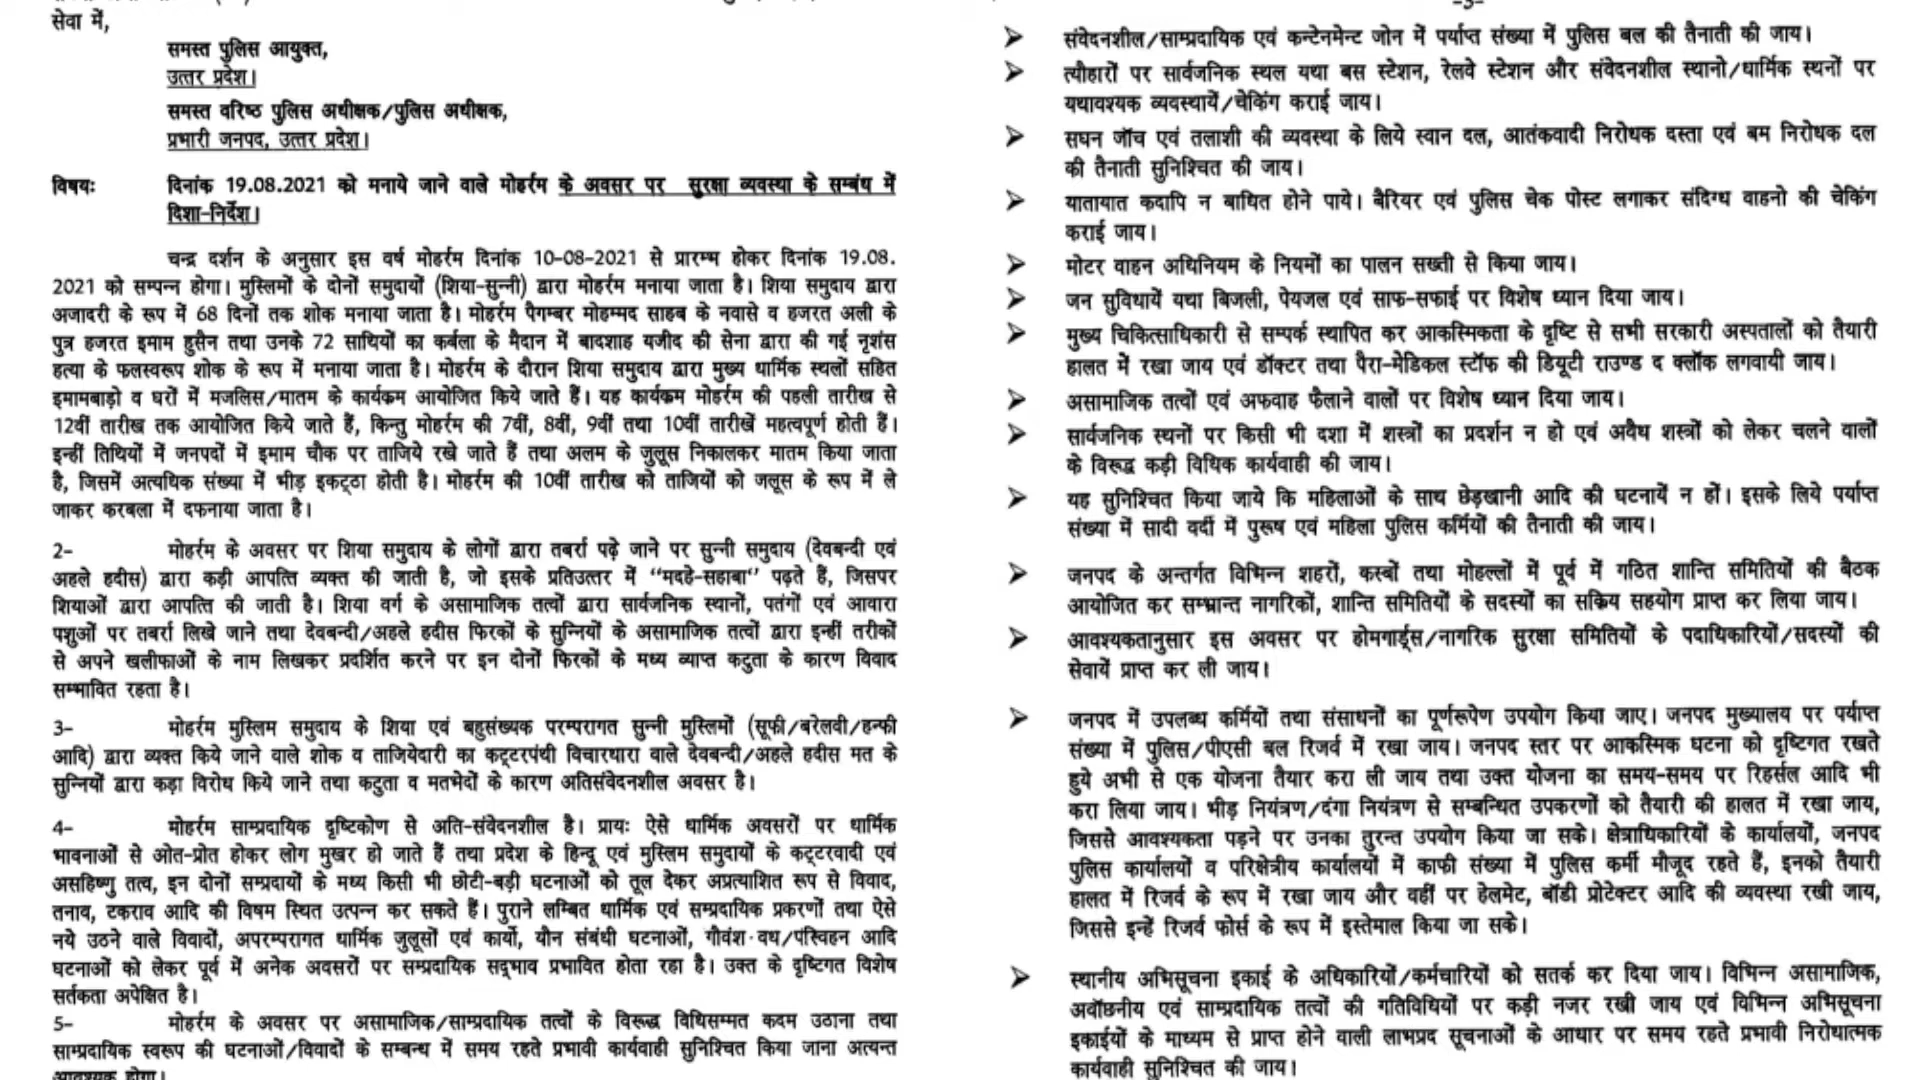 सेवा में,
समस्त पुलिस आयुक्त,
उत्तर प्रदेश।
समस्त वरिष्ठ पुलिस अधीक्षक/पुलिस अधीक्षक,
प्रभारी जनपद, उत्तर प्रदेश।
विषयः दिनांक 19.08.2021 को मनाये जाने वाले मोहर्रम के अवसर पर सुरक्षा व्यवस्था के सम्बंध में
दिशा-निर्देश।
चन्द्र दर्शन के अनुसार इस वर्ष मोहर्रम दिनांक 10-08-2021 से प्रारम्भ होकर दिनांक 19.08.
2021 को सम्पन्न होगा। मुस्लिमों के दोनों समुदायों (शिया-सुन्नी) द्वारा मोहर्रम मनाया जाता है। शिया समुदाय द्वारा
अजादरी के रूप में 68 दिनों तक शोक मनाया जाता है। मोहर्रम पैगम्बर मोहम्मद साहब के नवासे व हजरत अली के
पुत्र हजरत इमाम हुसैन तथा उनके 72 साथियों का कर्बला के मैदान में बादशाह यजीद की सेना द्वारा की गई नृशंस
हत्या के फलस्वरूप शोक के रूप में मनाया जाता है। मोहर्रम के दौरान शिया समुदाय द्वारा मुख्य धार्मिक स्थलों सहित
इमामबाड़ो व घरों में मजलिस/मातम के कार्यकम आयोजित किये जाते हैं। यह कार्यकम मोहर्रम की पहली तारीख से
12वीं तारीख तक आयोजित किये जाते हैं, किन्तु मोहर्रम की 7वीं, 8वीं, 9वीं तथा 10वीं तारीखें महत्वपूर्ण होती हैं।
इन्हीं तिथियों में जनपदों में इमाम चौक पर ताजिये रखे जाते हैं तथा अलम के जुलूस निकालकर मातम किया जाता
है, जिसमें अत्यधिक संख्या में भीड़ इकट्ठा होती है। मोहर्रम की 10वीं तारीख को ताजियों को जलूस के रूप में ले
जाकर करबला में दफनाया जाता है।
2- मोहर्रम के अवसर पर शिया समुदाय के लोगों द्वारा तबर्रा पढ़े जाने पर सुन्नी समुदाय (देवबन्दी एवं
अहले हदीस) द्वारा कड़ी आपत्ति व्यक्त की जाती है, जो इसके प्रतिउत्तर में “मदहे-सहाबा” पढ़ते हैं, जिसपर
शियाओं द्वारा आपत्ति की जाती है। शिया वर्ग के असामाजिक तत्वों द्वारा सार्वजनिक स्थानों, पतंगों एवं आवारा
पशुओं पर तबर्रा लिखे जाने तथा देवबन्दी/अहले हदीस फिरकों के सुन्नियों के असामाजिक तत्वों द्वारा इन्हीं तरीकों
से अपने खलीफाओं के नाम लिखकर प्रदर्शित करने पर इन दोनों फिरकों के मध्य व्याप्त कटुता के कारण विवाद
सम्भावित रहता है।
3- मोहर्रम मुस्लिम समुदाय के शिया एवं बहुसंख्यक परम्परागत सुन्नी मुस्लिमों (सूफी/बरेलवी/हन्फी
आदि) द्वारा व्यक्त किये जाने वाले शोक व ताजियेदारी का कट्टरपंथी विचारधारा वाले देवबन्दी/अहले हदीस मत के
सुन्नियों द्वारा कड़ा विरोध किये जाने तथा कटुता व मतभेदों के कारण अतिसंवेदनशील अवसर है।
4- मोहर्रम साम्प्रदायिक दृष्टिकोण से अति-संवेदनशील है। प्रायः ऐसे धार्मिक अवसरों पर धार्मिक
भावनाओं से ओत-प्रोत होकर लोग मुखर हो जाते हैं तथा प्रदेश के हिन्दू एवं मुस्लिम समुदायों के कट्टरवादी एवं
असहिष्णु तत्व, इन दोनों सम्प्रदायों के मध्य किसी भी छोटी-बड़ी घटनाओं को तूल देकर अप्रत्याशित रूप से विवाद,
तनाव, टकराव आदि की विषम स्थित उत्पन्न कर सकते हैं। पुराने लम्बित धार्मिक एवं सम्प्रदायिक प्रकरणों तथा ऐसे
नये उठने वाले विवादों, अपरम्परागत धार्मिक जुलूसों एवं कार्यो, यौन संबंधी घटनाओं, गौवंश-वध/परिवहन आदि
घटनाओं को लेकर पूर्व में अनेक अवसरों पर सम्प्रदायिक सद्भाव प्रभावित होता रहा है। उक्त के दृष्टिगत विशेष
सर्तकता अपेक्षित है।
5- मोहर्रम के अवसर पर असामाजिक/साम्प्रदायिक तत्वों के विरूद्ध विधिसम्मत कदम उठाना तथा
साम्प्रदायिक स्वरूप की घटनाओं/विवादों के सम्बन्ध में समय रहते प्रभावी कार्यवाही सुनिश्चित किया जाना अत्यन्त
आवश्यक होगा।
-3-
➢ संवेदनशील/साम्प्रदायिक एवं कन्टेनमेन्ट जोन में पर्याप्त संख्या में पुलिस बल की तैनाती की जाय।
➢ त्यौहारों पर सार्वजनिक स्थल यथा बस स्टेशन, रेलवे स्टेशन और संवेदनशील स्थानो/धार्मिक स्थनों पर
यथावश्यक व्यवस्थायें/चेकिंग कराई जाय।
➢ सघन जॉच एवं तलाशी की व्यवस्था के लिये स्वान दल, आतंकवादी निरोधक दस्ता एवं बम निरोधक दल
की तैनाती सुनिश्चित की जाय।
➢ यातायात कदापि न बाधित होने पाये। बैरियर एवं पुलिस चेक पोस्ट लगाकर संदिग्ध वाहनो की चेकिंग
कराई जाय।
➢ मोटर वाहन अधिनियम के नियमों का पालन सख्ती से किया जाय।
➢ जन सुविधायें यथा बिजली, पेयजल एवं साफ-सफाई पर विशेष ध्यान दिया जाय।
➢ मुख्य चिकित्साधिकारी से सम्पर्क स्थापित कर आकस्मिकता के दृष्टि से सभी सरकारी अस्पतालों को तैयारी
हालत में रखा जाय एवं डॉक्टर तथा पैरा-मेडिकल स्टॉफ की डियूटी राउण्ड द क्लॉक लगवायी जाय।
➢ असामाजिक तत्वों एवं अफवाह फैलाने वालों पर विशेष ध्यान दिया जाय।
➢ सार्वजनिक स्थनों पर किसी भी दशा में शस्त्रों का प्रदर्शन न हो एवं अवैध शस्त्रों को लेकर चलने वालों
के विरूद्ध कड़ी विधिक कार्यवाही की जाय।
➢ यह सुनिश्चित किया जाये कि महिलाओं के साथ छेड़खानी आदि की घटनायें न हों। इसके लिये पर्याप्त
संख्या में सादी वर्दी में पुरूष एवं महिला पुलिस कर्मियों की तैनाती की जाय।
➢ जनपद के अन्तर्गत विभिन्न शहरों, कस्बों तथा मोहल्लों में पूर्व में गठित शान्ति समितियों की बैठक
आयोजित कर सम्भ्रान्त नागरिकों, शान्ति समितियों के सदस्यों का सक्रिय सहयोग प्राप्त कर लिया जाय।
➢ आवश्यकतानुसार इस अवसर पर होमगार्ड्स/नागरिक सुरक्षा समितियों के पदाधिकारियों/सदस्यों की
सेवायें प्राप्त कर ली जाय।
➢ जनपद में उपलब्ध कर्मियों तथा संसाधनों का पूर्णरूपेण उपयोग किया जाए। जनपद मुख्यालय पर पर्याप्त
संख्या में पुलिस/पीएसी बल रिजर्व में रखा जाय। जनपद स्तर पर आकस्मिक घटना को दृष्टिगत रखते
हुये अभी से एक योजना तैयार करा ली जाय तथा उक्त योजना का समय-समय पर रिहर्सल आदि भी
करा लिया जाय। भीड़ नियंत्रण/दंगा नियंत्रण से सम्बन्धित उपकरणों को तैयारी की हालत में रखा जाय,
जिससे आवश्यकता पड़ने पर उनका तुरन्त उपयोग किया जा सके। क्षेत्राधिकारियों के कार्यालयों, जनपद
पुलिस कार्यालयों व परिक्षेत्रीय कार्यालयों में काफी संख्या में पुलिस कर्मी मौजूद रहते हैं, इनको तैयारी
हालत में रिजर्व के रूप में रखा जाय और वहीं पर हेलमेट, बॉडी प्रोटेक्टर आदि की व्यवस्था रखी जाय,
जिससे इन्हें रिजर्व फोर्स के रूप में इस्तेमाल किया जा सके।
➢ स्थानीय अभिसूचना इकाई के अधिकारियों/कर्मचारियों को सतर्क कर दिया जाय। विभिन्न असामाजिक,
अवॉछनीय एवं साम्प्रदायिक तत्वों की गतिविधियों पर कड़ी नजर रखी जाय एवं विभिन्न अभिसूचना
इकाईयों के माध्यम से प्राप्त होने वाली लाभप्रद सूचनाओं के आधार पर समय रहते प्रभावी निरोधात्मक
कार्यवाही सुनिश्चित की जाय।